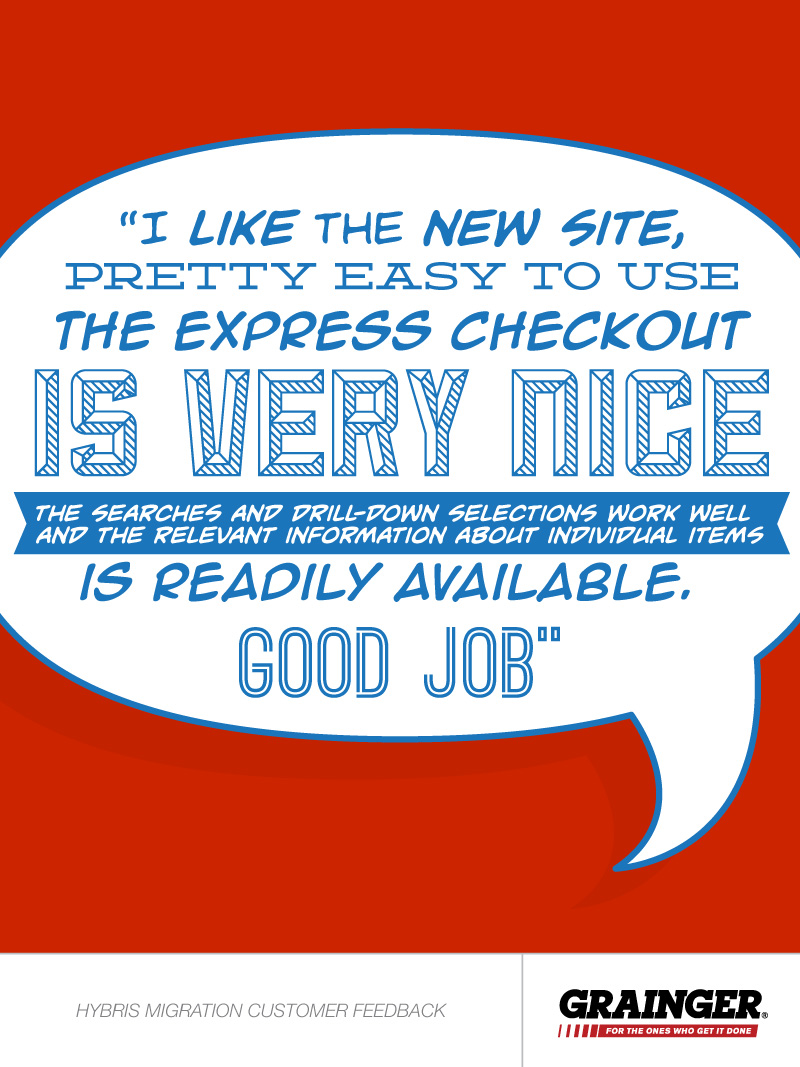 “I LIKE THE NEW SITE,
PRETTY EASY TO USE
THE EXPRESS CHECKOUT
IS VERY NICE
THE SEARCHES AND DRILL-DOWN SELECTIONS WORK WELL
AND THE RELEVANT INFORMATION ABOUT INDIVIDUAL ITEMS
IS READILY AVAILABLE.
GOOD JOB"
HYBRIS MIGRATION CUSTOMER FEEDBACK
GRAINGER®
FOR THE ONES WHO GET IT DONE